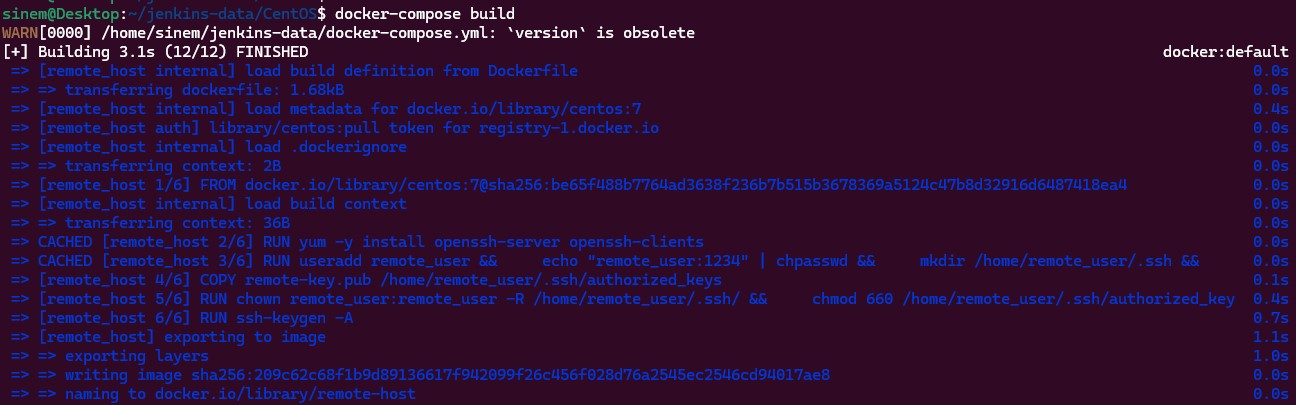 sinem@Desktop:~/jenkins-data/CentOS$ docker-compose build
WARN[0000] /home/sinem/jenkins-data/docker-compose.yml: `version` is obsolete
[+] Building 3.1s (12/12) FINISHED docker:default
=> [remote_host internal] load build definition from Dockerfile 0.0s
=> => transferring dockerfile: 1.68kB 0.0s
=> [remote_host internal] load metadata for docker.io/library/centos:7 0.4s
=> [remote_host auth] library/centos:pull token for registry-1.docker.io 0.0s
=> [remote_host internal] load .dockerignore 0.0s
=> => transferring context: 2B 0.0s
=> [remote_host 1/6] FROM docker.io/library/centos:7@sha256:be65f488b7764ad3638f236b7b515b3678369a5124c47b8d32916d6487418ea4 0.0s
=> [remote_host internal] load build context 0.0s
=> => transferring context: 36B 0.0s
=> CACHED [remote_host 2/6] RUN yum -y install openssh-server openssh-clients 0.0s
=> CACHED [remote_host 3/6] RUN useradd remote_user && echo "remote_user:1234" | chpasswd && mkdir /home/remote_user/.ssh && 0.0s
=> [remote_host 4/6] COPY remote-key.pub /home/remote_user/.ssh/authorized_keys 0.1s
=> [remote_host 5/6] RUN chown remote_user:remote_user -R /home/remote_user/.ssh/ && chmod 660 /home/remote_user/.ssh/authorized_key 0.4s
=> [remote_host 6/6] RUN ssh-keygen -A 0.7s
=> [remote_host] exporting to image 1.1s
=> => exporting layers 1.0s
=> => writing image sha256:209c62c68f1b9d89136617f942099f26c456f028d76a2545ec2546cd94017ae8 0.0s
=> => naming to docker.io/library/remote-host 0.0s